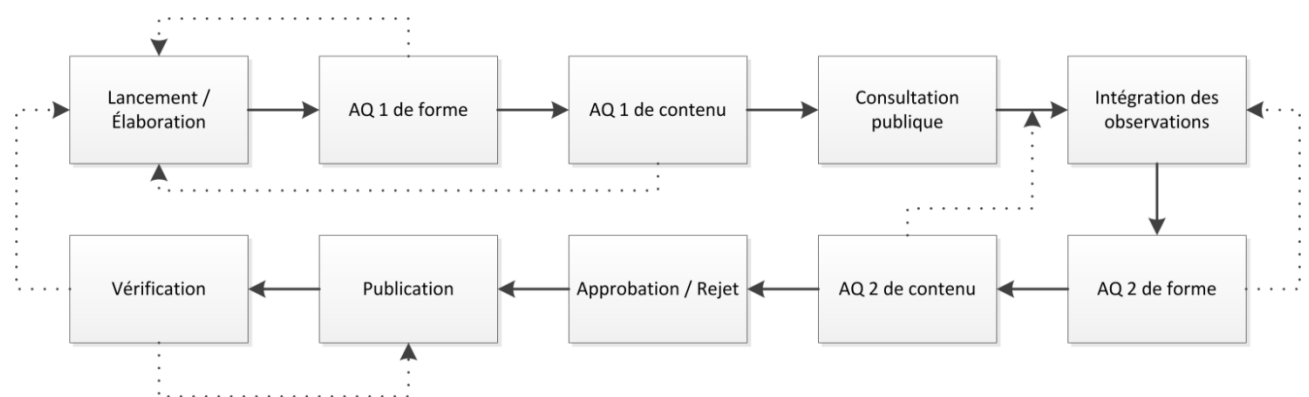 Lancement /
Élaboration
AQ 1 de forme
AQ 1 de contenu
Consultation
publique
Intégration des
observations
Vérification
Publication
Approbation / Rejet
AQ 2 de contenu
AQ 2 de forme